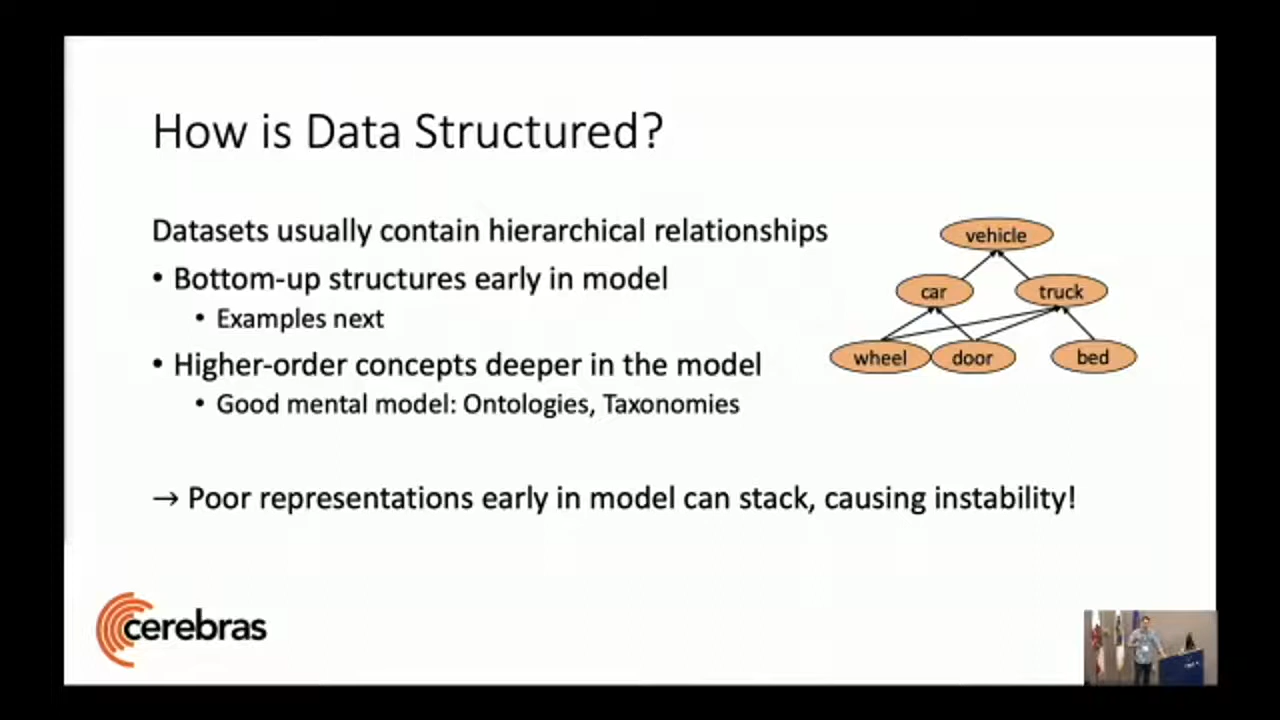 How is Data Structured?
Datasets usually contain hierarchical relationships
• Bottom-up structures early in model
• Examples next
• Higher-order concepts deeper in the model
• Good mental model: Ontologies, Taxonomies
→ Poor representations early in model can stack, causing instability!
vehicle
car truck
wheel door bed
cerebras